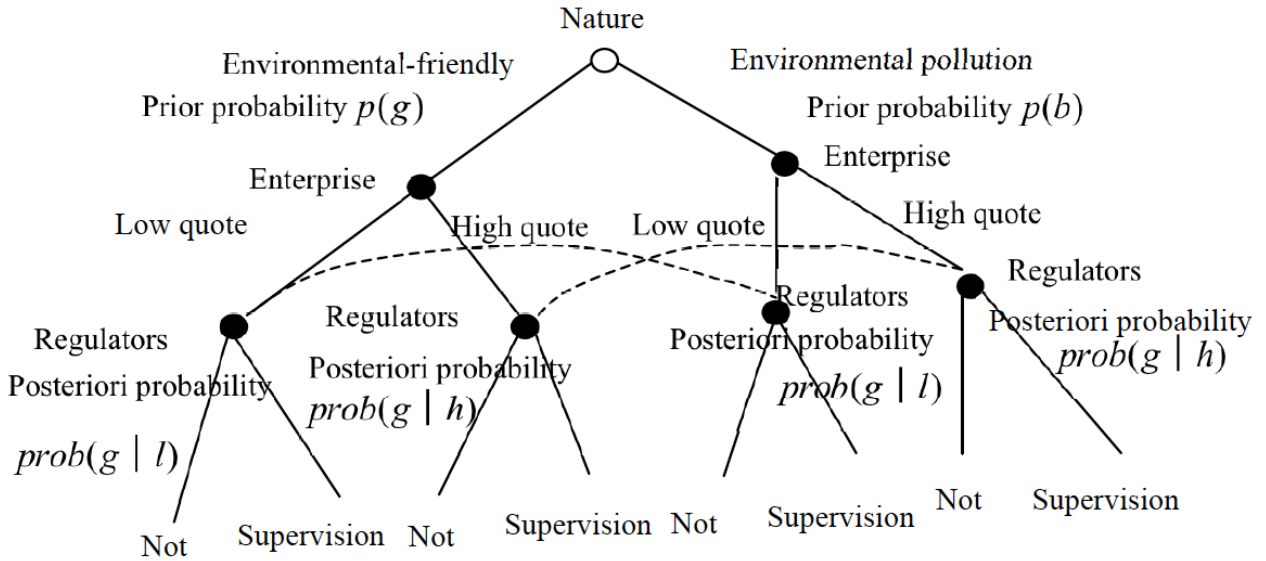 Nature
Environmental-friendly
Environmental pollution
Prior probability p(g)
Prior probability p(b)
Enterprise
Enterprise
Low quote
High quote
Low quote
High quote
Regulators
Posteriori probability
prob(g | l)
Regulators
Posteriori probability
prob(g | h)
Regulators
Posteriori probability
prob(g | l)
Regulators
Posteriori probability
prob(g | h)
Not
Supervision
Not
Supervision
Not
Supervision
Not
Supervision